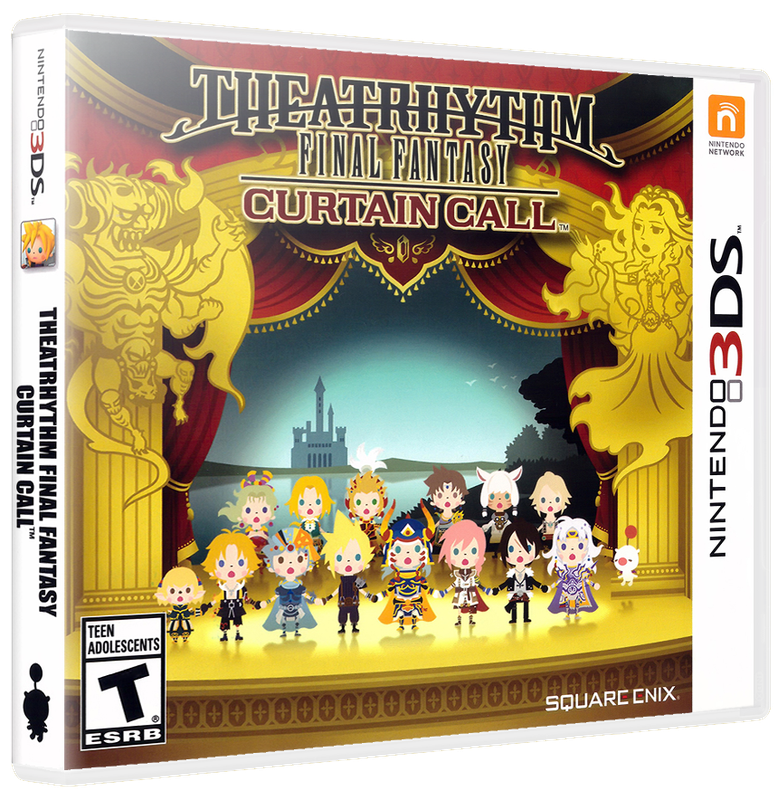 NINTENDO 3DS™
THEATRHYTHM FINAL FANTASY
CURTAIN CALL™
THEATRHYTHM
FINAL FANTASY
CURTAIN CALL™
n
NINTENDO
NETWORK
NINTENDO 3DS™
TEEN
ADOLESCENTS
T®
ESRB
SQUARE ENIX®